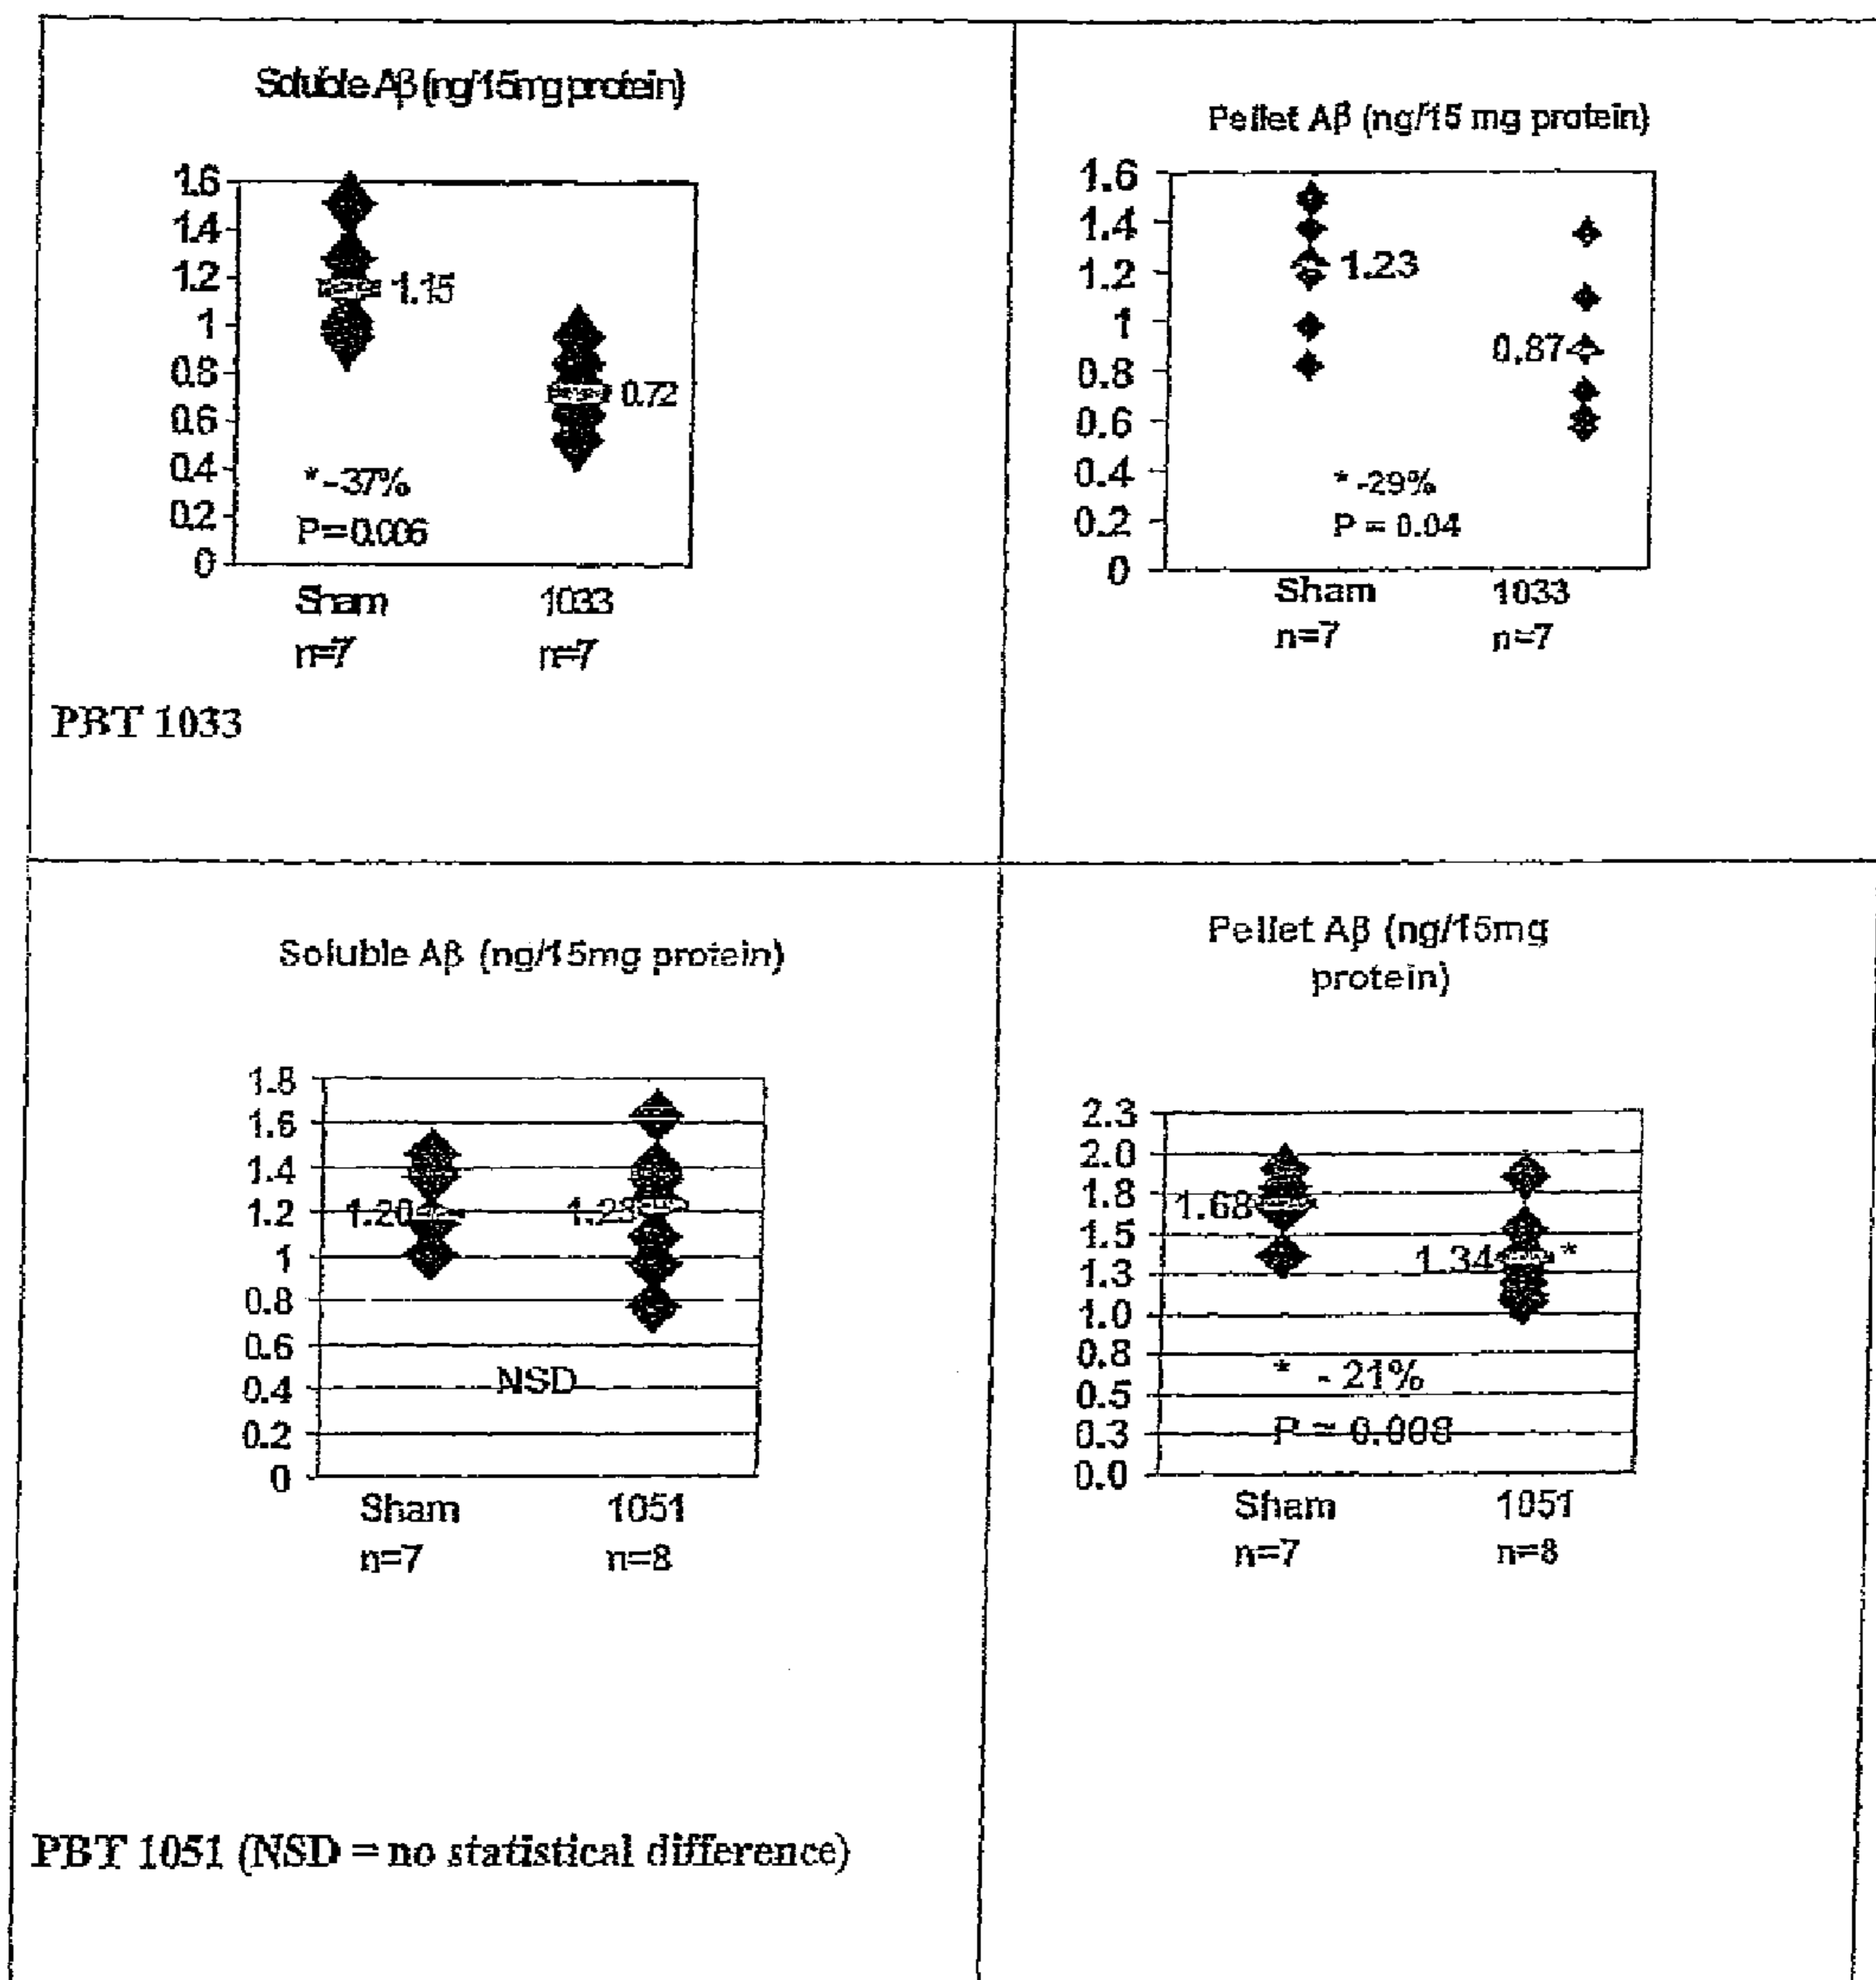 Soluble Aβ (ng/15mg protein)
1.6
1.4
1.2
1
0.8
0.6
0.4
0.2
0
1.15
0.72
* -37%
P=0.006
Sham
n=7
1033
n=7
PBT 1033
Pellet Aβ (ng/15 mg protein)
1.6
1.4
1.2
1
0.8
0.6
0.4
0.2
0
1.23
0.87
* -29%
P = 0.04
Sham
n=7
1033
n=7
Soluble Aβ (ng/15mg protein)
1.8
1.6
1.4
1.2
1
0.8
0.6
0.4
0.2
0
1.20
1.23
NSD
Sham
n=7
1051
n=8
PBT 1051 (NSD = no statistical difference)
Pellet Aβ (ng/15mg
protein)
2.3
2.0
1.8
1.5
1.3
1.0
0.8
0.5
0.3
0.0
1.68
1.34
*
* - 21%
P =
Sham
n=7
1051
n=8